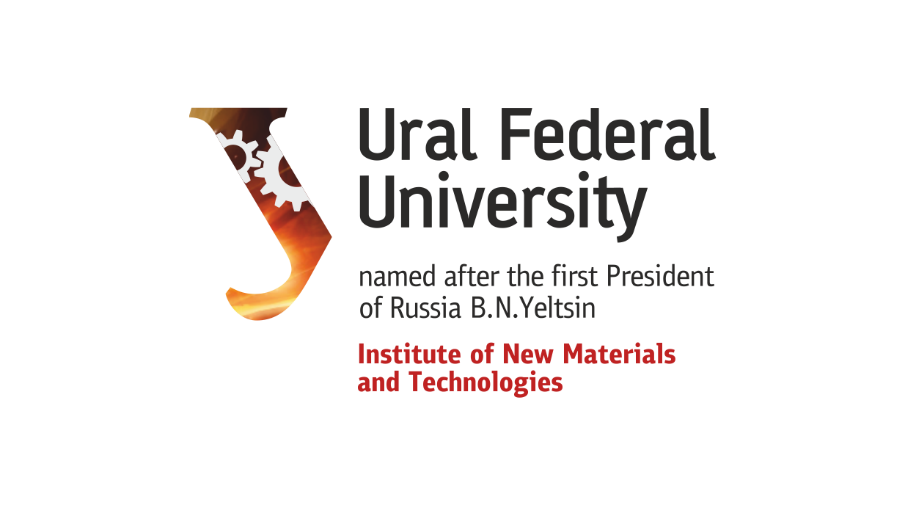 Ural Federal
University
named after the first President
of Russia B.N.Yeltsin
Institute of New Materials
and Technologies